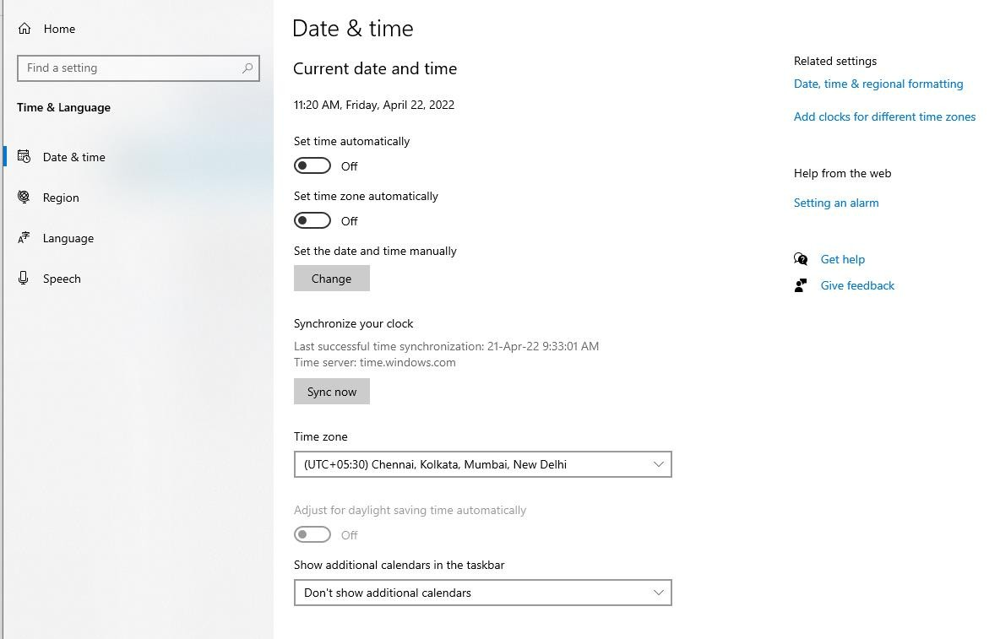 Home
Find a setting
Time & Language
Date & time
Region
Language
Speech
Date & time
Current date and time
11:20 AM, Friday, April 22, 2022
Set time automatically
Off
Set time zone automatically
Off
Set the date and time manually
Change
Synchronize your clock
Last successful time synchronization: 21-Apr-22 9:33:01 AM
Time server: time.windows.com
Sync now
Time zone
(UTC+05:30) Chennai, Kolkata, Mumbai, New Delhi
Adjust for daylight saving time automatically
Off
Show additional calendars in the taskbar
Don't show additional calendars
Related settings
Date, time & regional formatting
Add clocks for different time zones
Help from the web
Setting an alarm
Get help
Give feedback